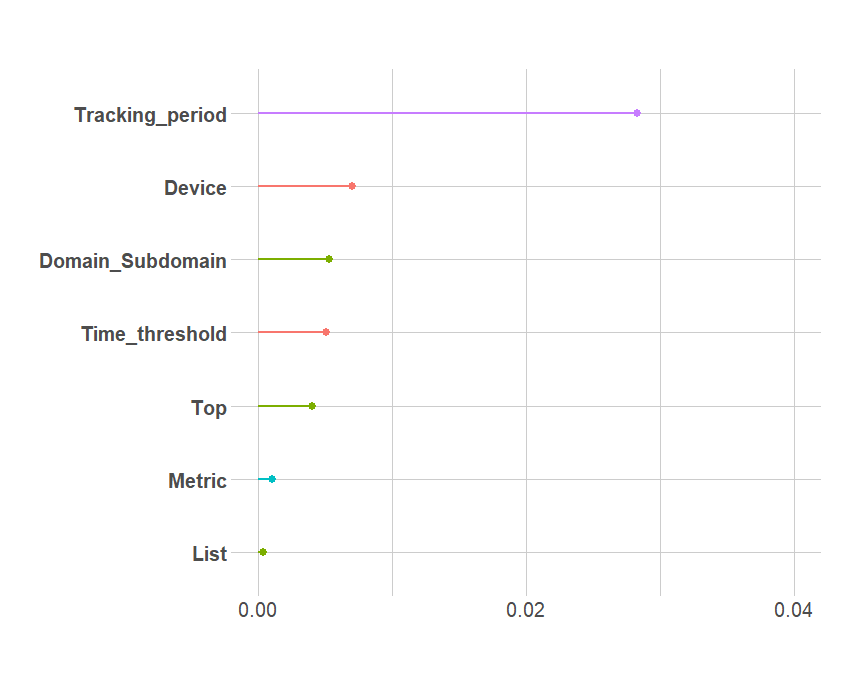 Tracking_period
Device
Domain_Subdomain
Time_threshold
Top
Metric
List
0.00 0.02 0.04